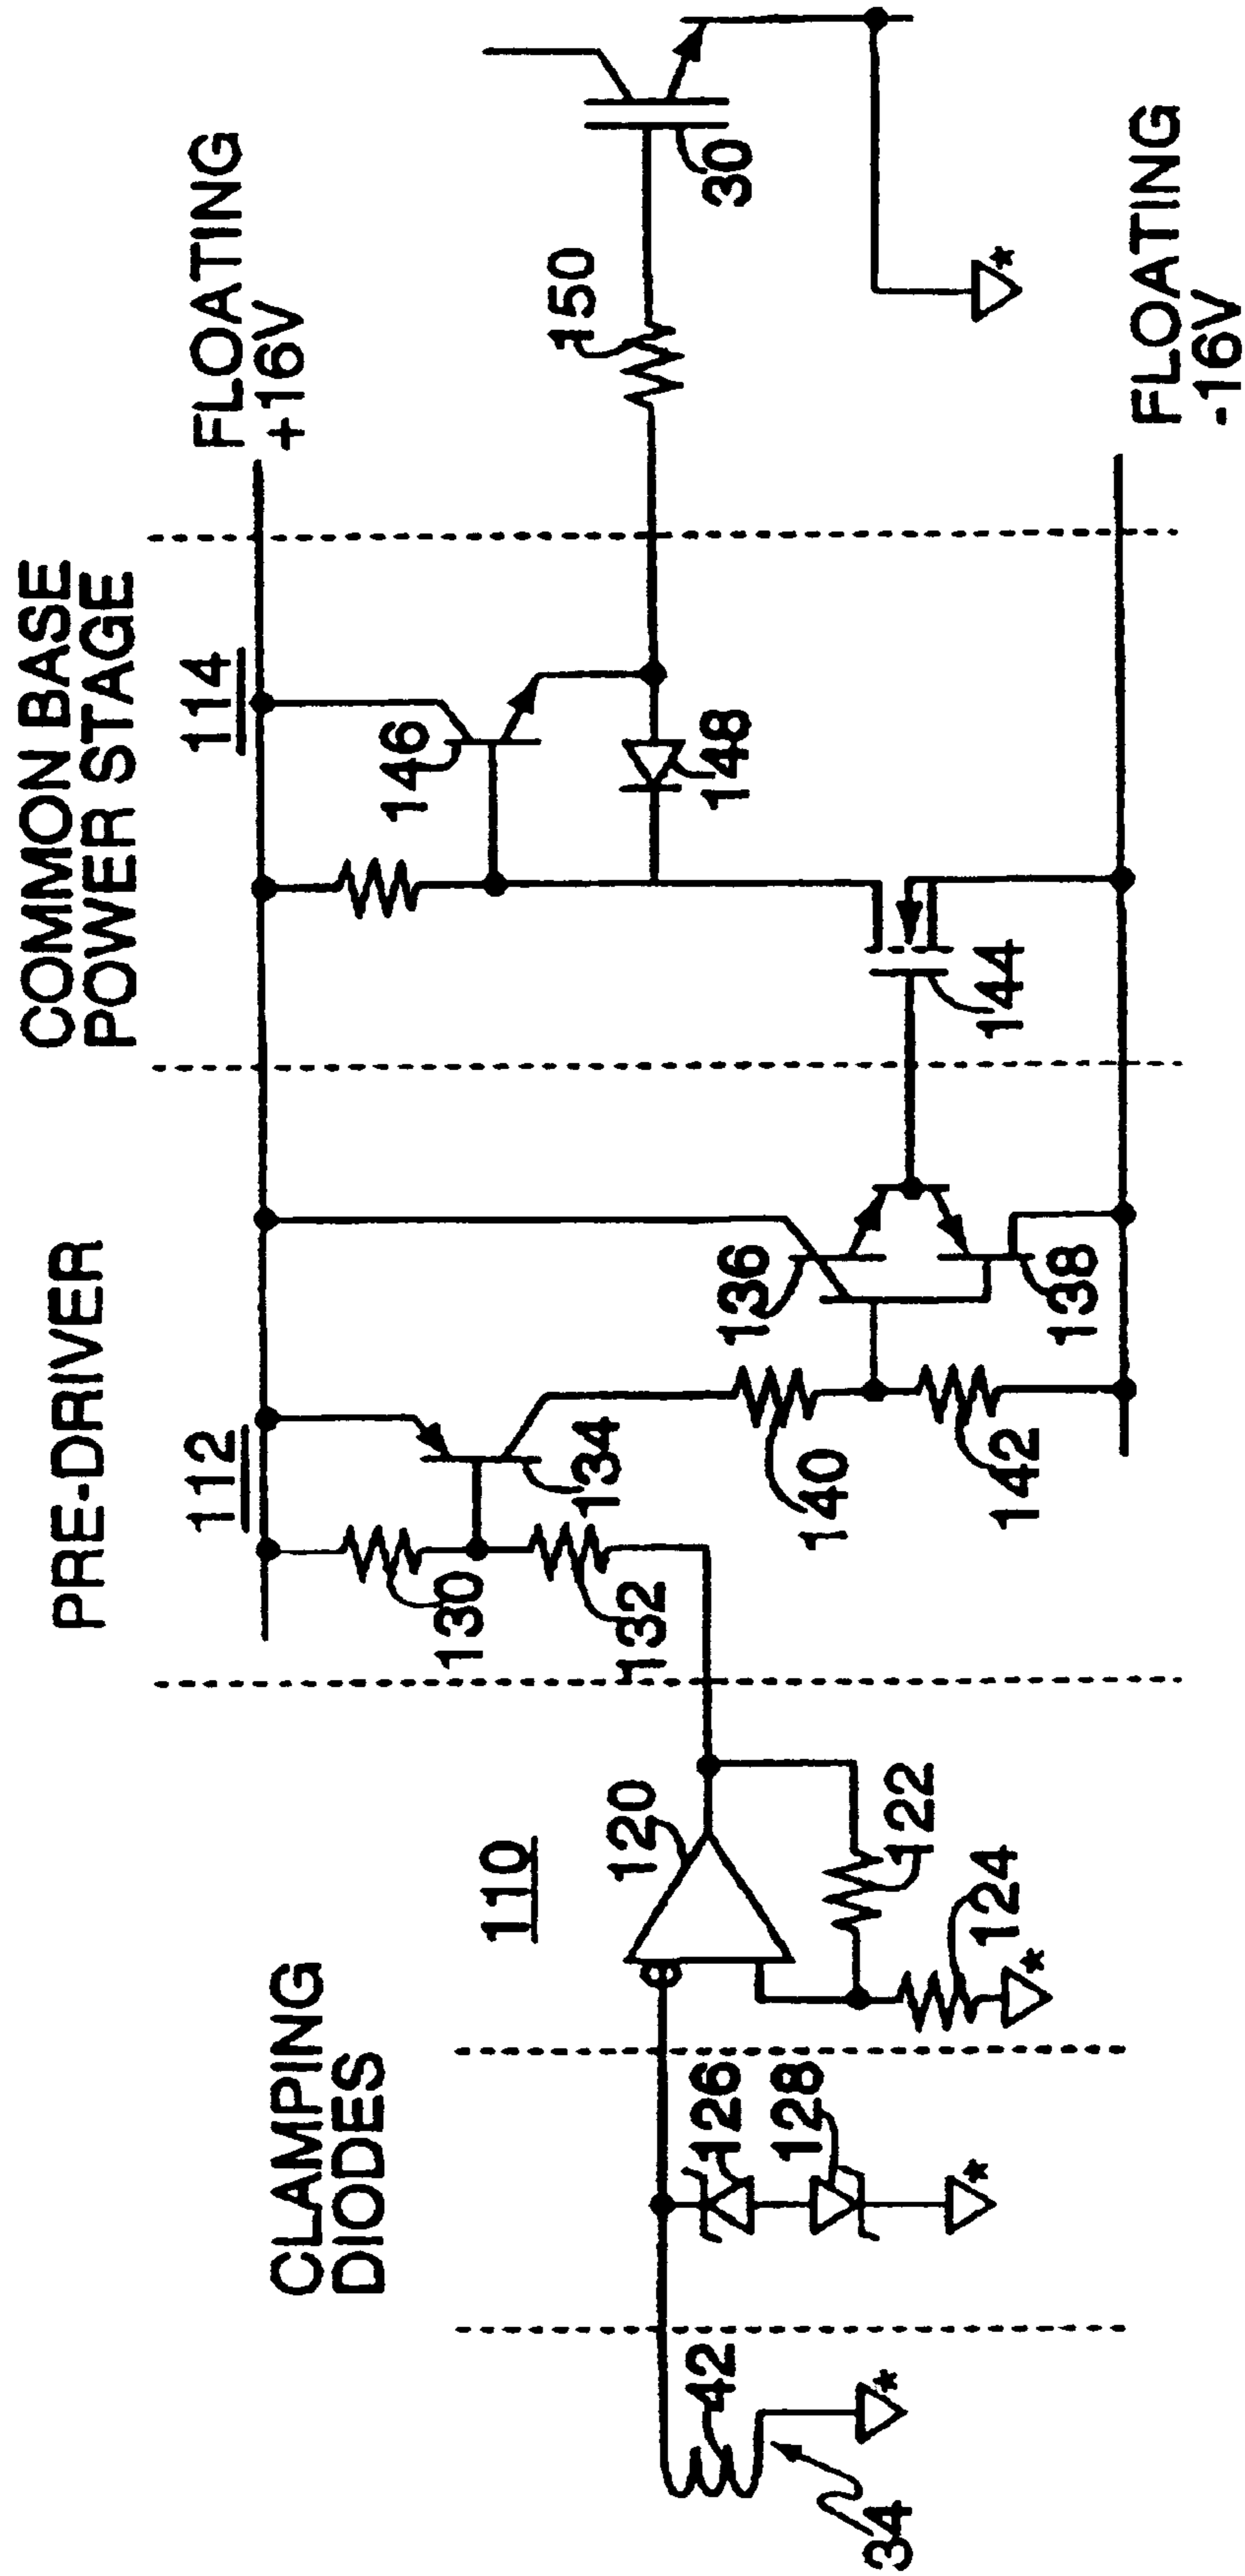 COMMON BASE
POWER STAGE
PRE-DRIVER
CLAMPING
DIODES
FLOATING
+16V
114
112
110
146
148
150
30
130
132
134
136
138
140
142
144
120
122
124
126
128
42
34
*
*
*
*
FLOATING
-16V